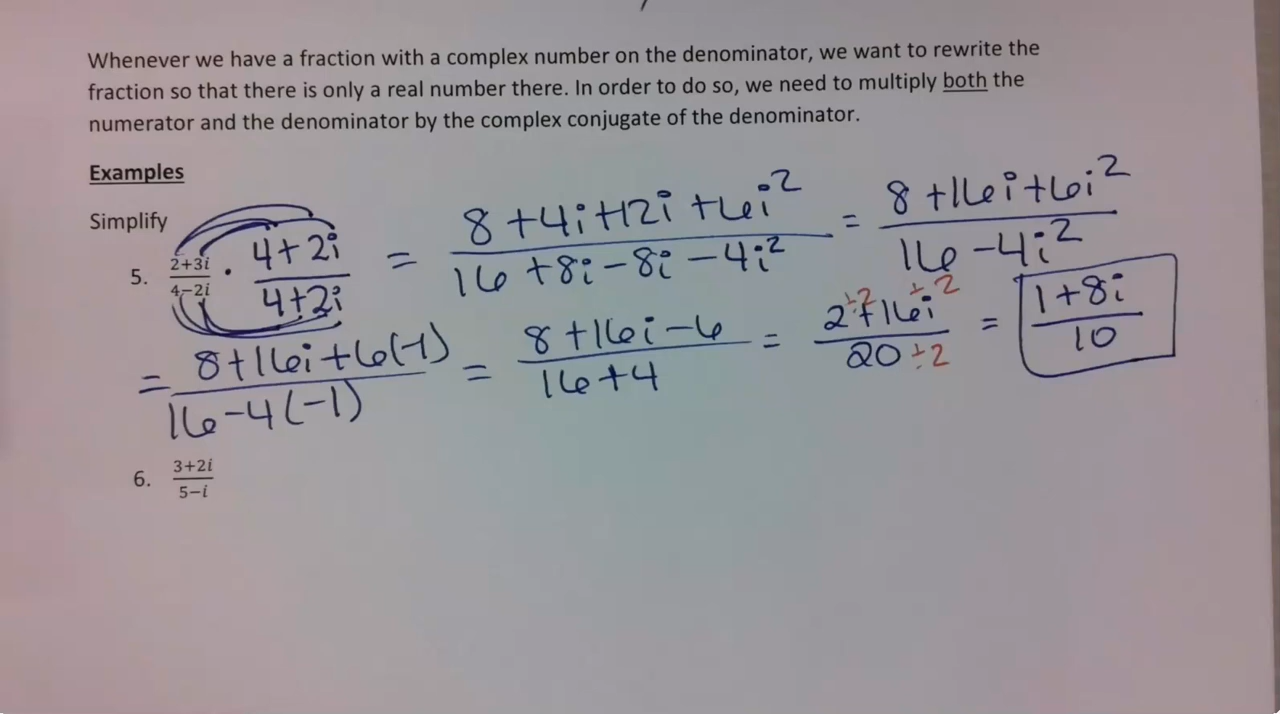 Whenever we have a fraction with a complex number on the denominator, we want to rewrite the
fraction so that there is only a real number there. In order to do so, we need to multiply both the
numerator and the denominator by the complex conjugate of the denominator.
Examples
Simplify
5. (2+3i)/(4−2i) · (4+2i)/(4+2i) = (8+4i+12i+6i²)/(16+8i−8i−4i²) = (8+16i+6i²)/(16−4i²)
= (8+16i+6(-1))/(16-4(-1)) = (8+16i-6)/(16+4) = (2÷2+16i÷2)/(20÷2) = (1+8i)/10
6. (3+2i)/(5−i)